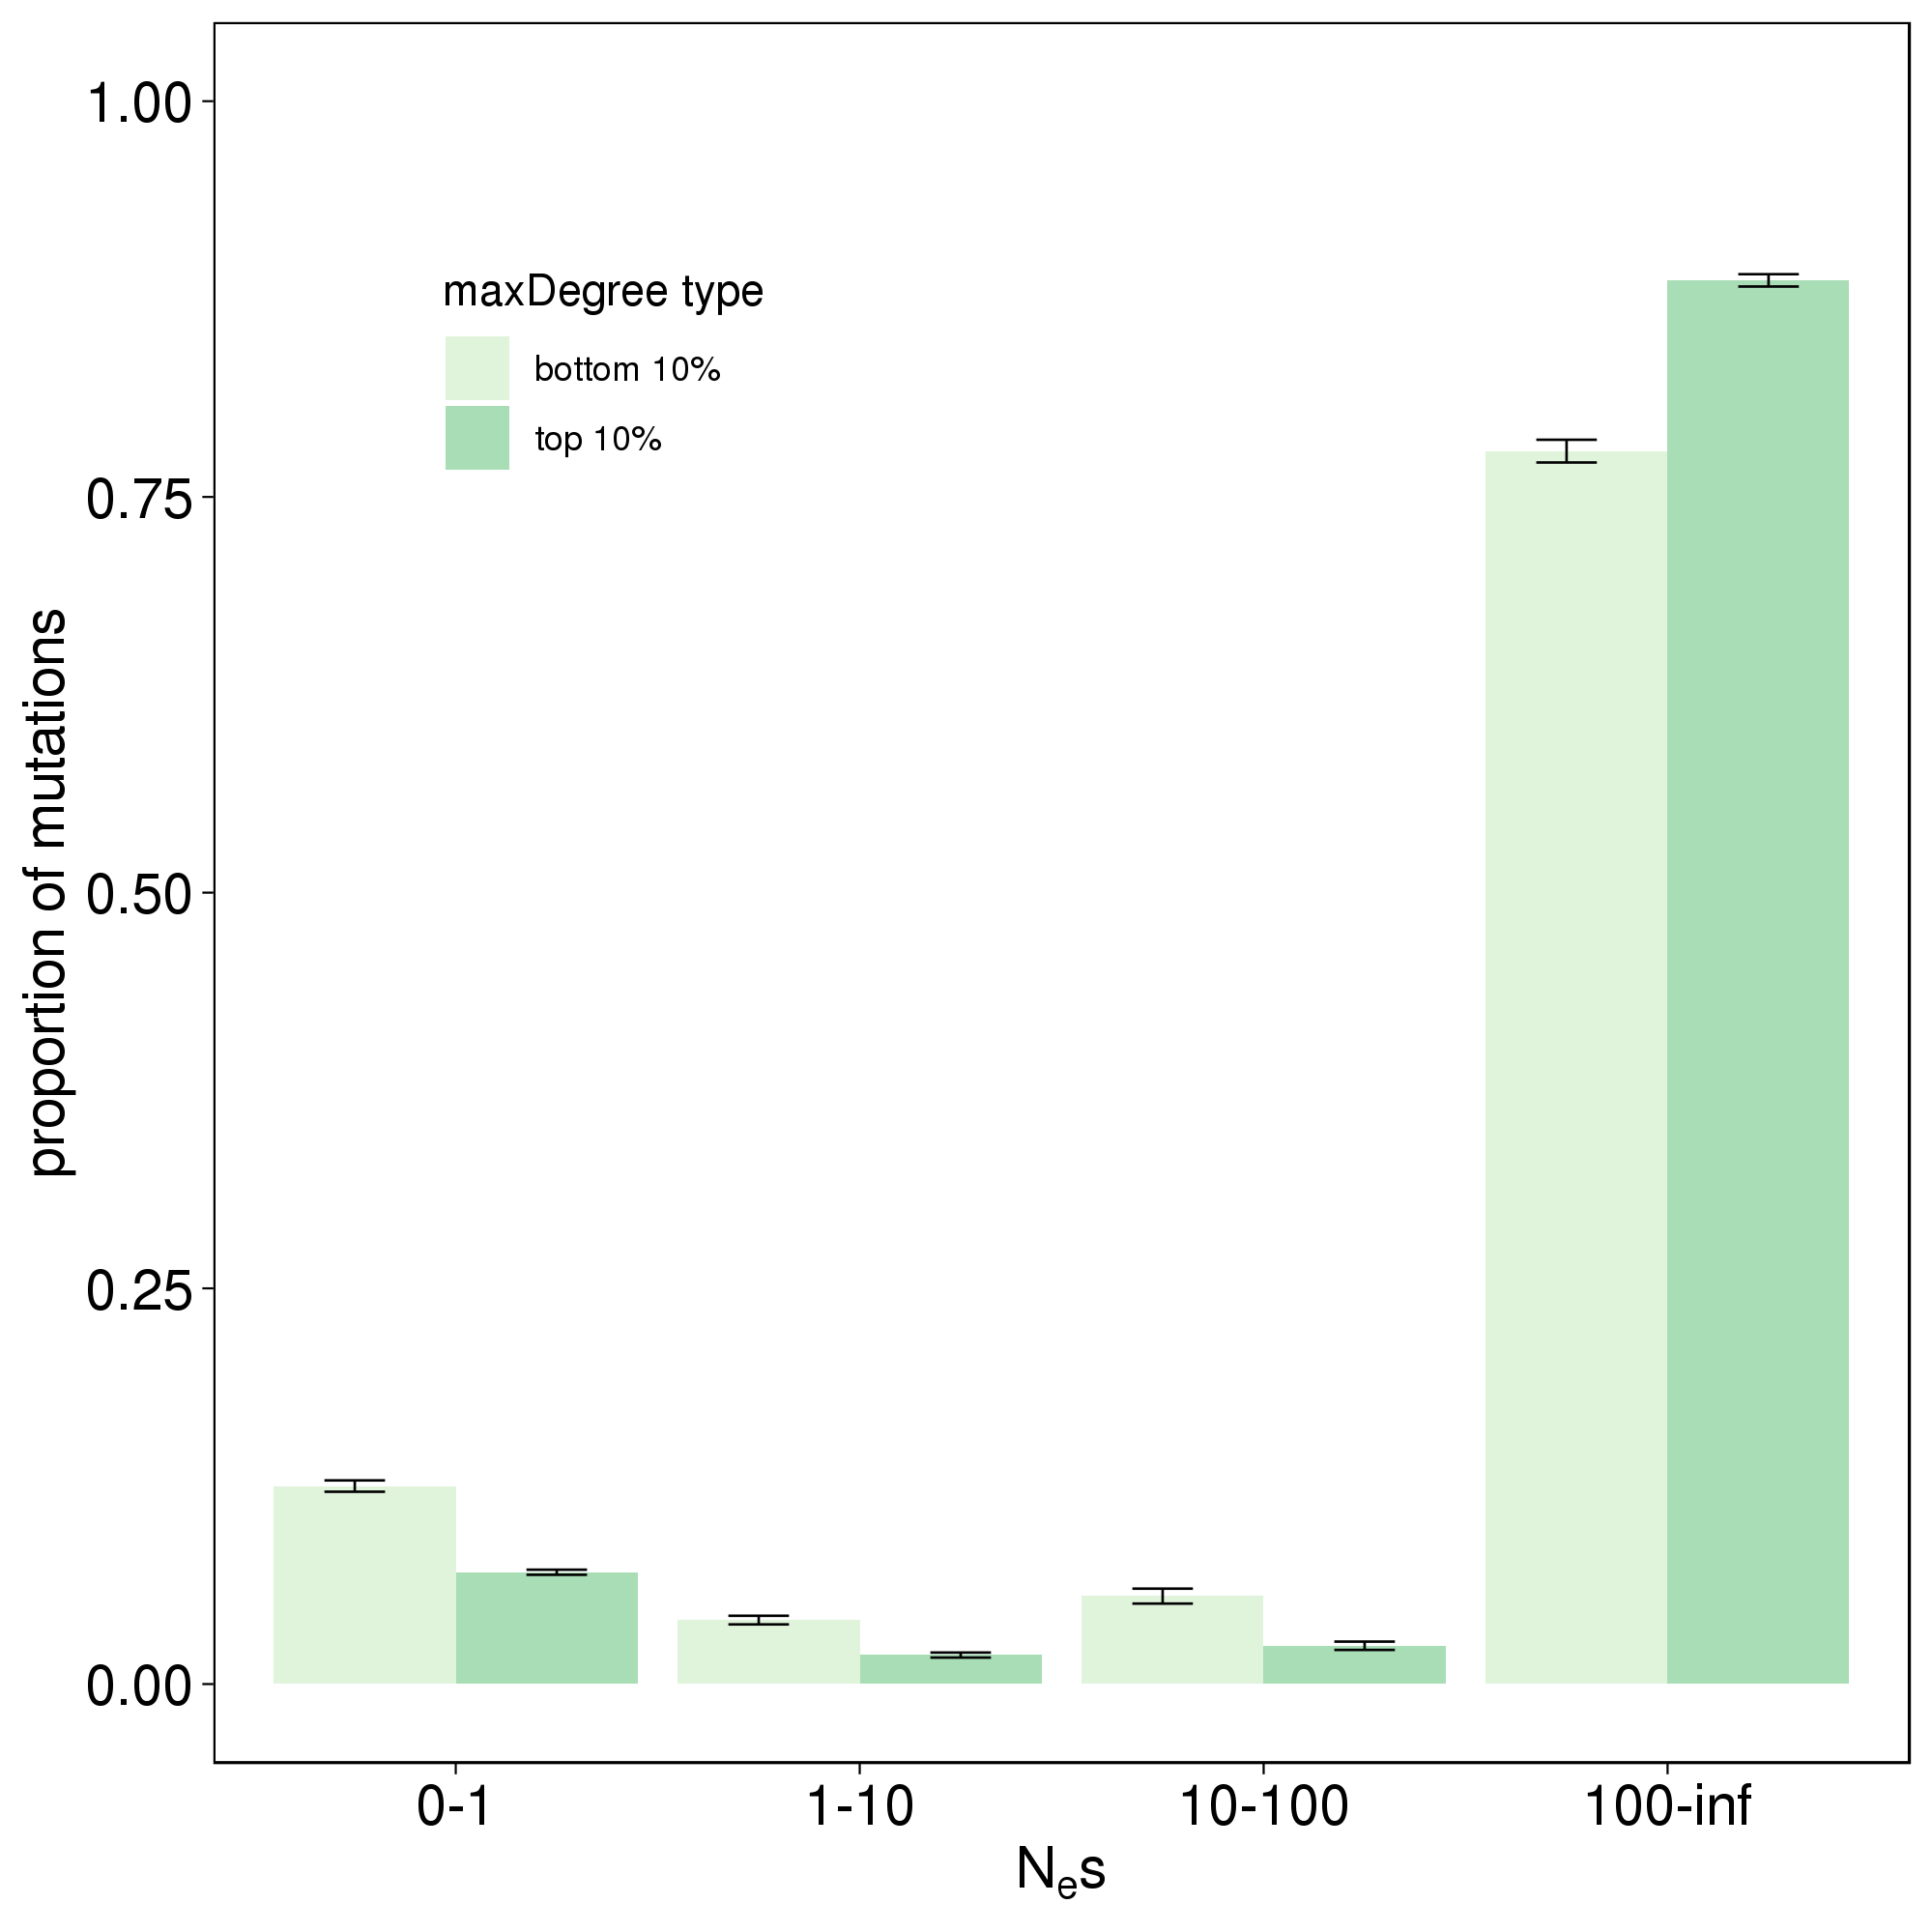 maxDegree type
bottom 10%
top 10%
1.00
0.75
0.50
0.25
0.00
proportion of mutations
0-1
1-10
10-100
100-inf
Nₑs